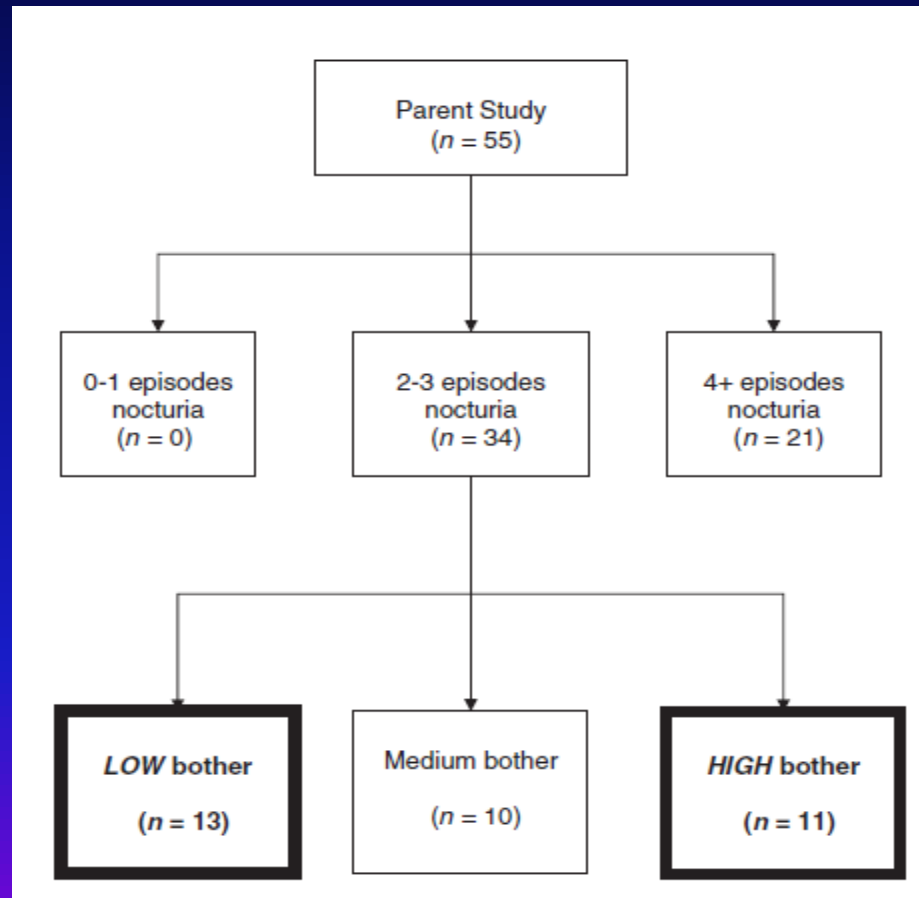 Parent Study
(n = 55)
0-1 episodes
nocturia
(n = 0)
2-3 episodes
nocturia
(n = 34)
4+ episodes
nocturia
(n = 21)
LOW bother
(n = 13)
Medium bother
(n = 10)
HIGH bother
(n = 11)